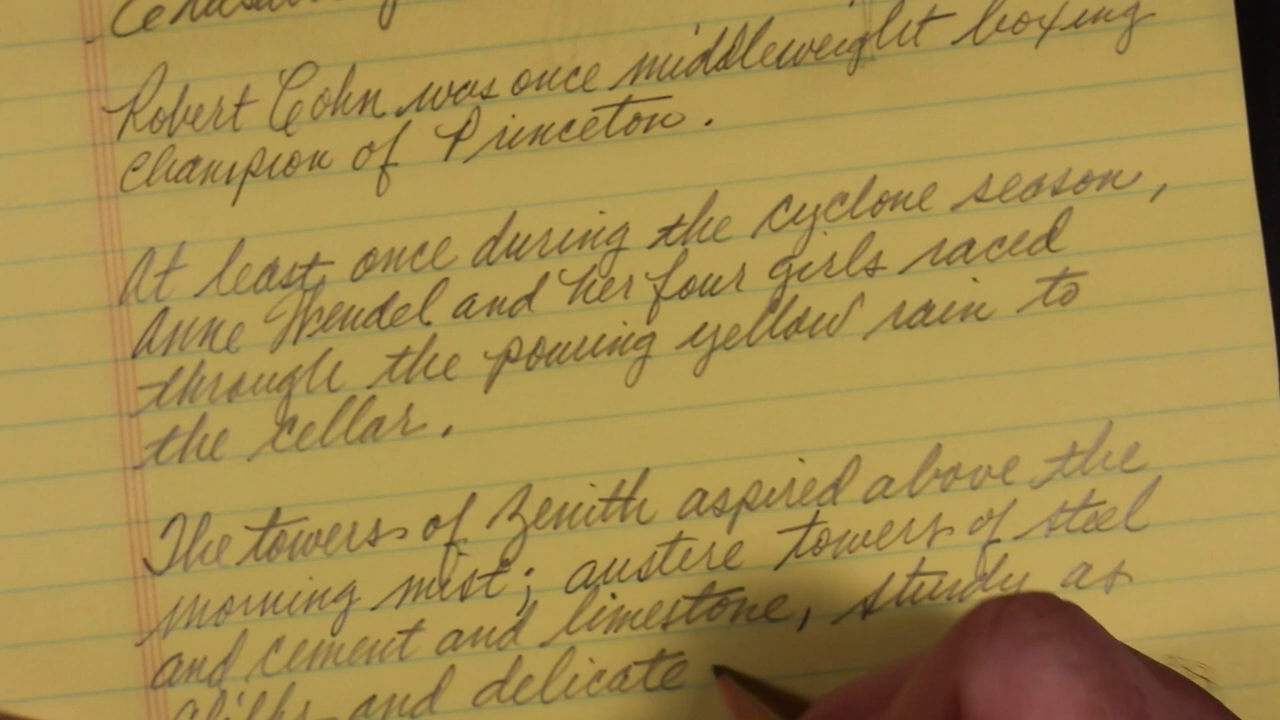 Robert Cohn was once middleweight boxing
champion of Princeton.
At least once during the cyclone season,
Anne Wendel and her four girls raced
through the pouring yellow rain to
the cellar.
The towers of Zenith aspired above the
morning mist; austere towers of steel
and cement and limestone, sturdy as
cliffs and delicate